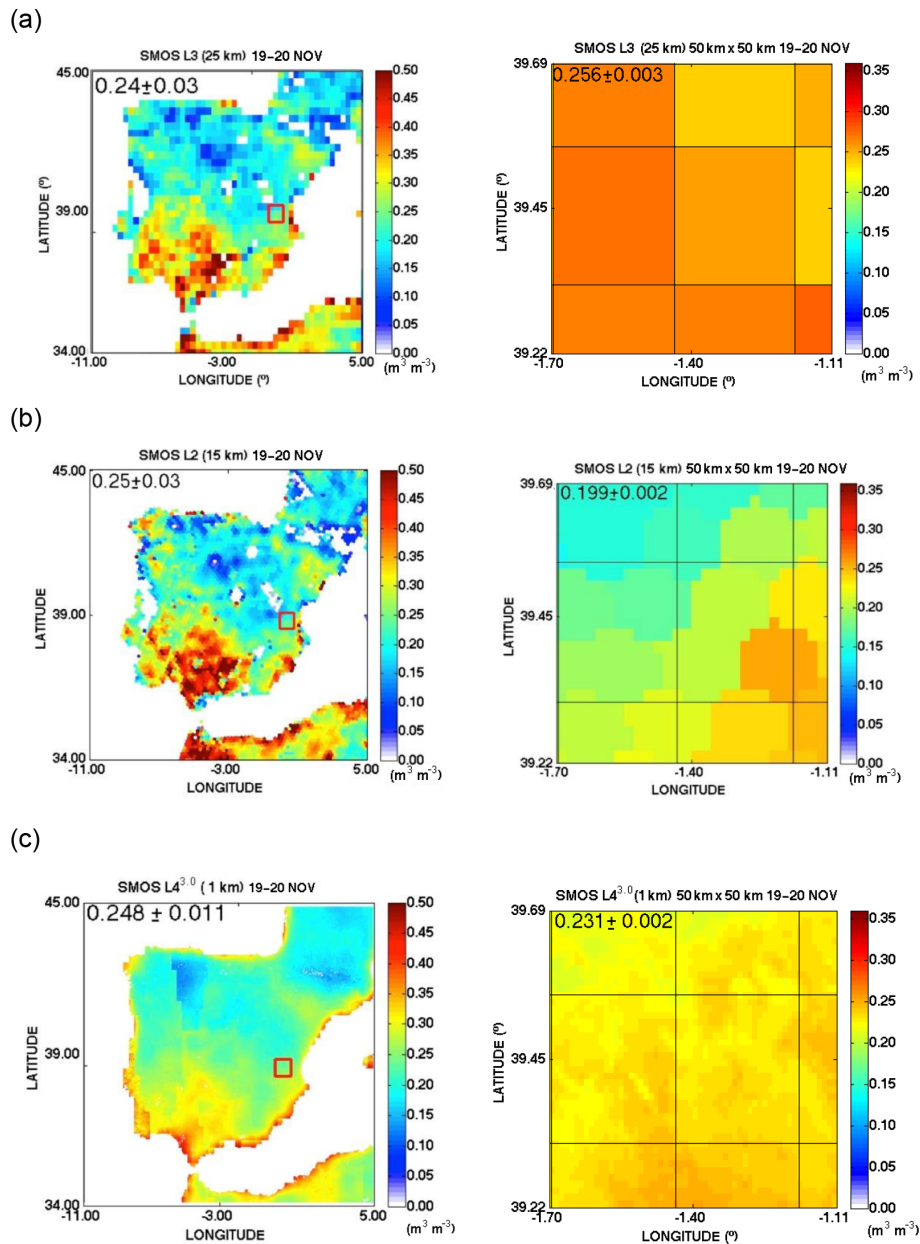 (a)
SMOS L3 (25 km) 19–20 NOV
45.00
0.24±0.03
39.00
34.00
LATITUDE (º)
-11.00 -3.00 5.00
LONGITUDE (º)
0.50
0.45
0.40
0.35
0.30
0.25
0.20
0.15
0.10
0.05
0.00
(m³ m⁻³)
SMOS L3 (25 km) 50 km x 50 km 19–20 NOV
39.69
0.256±0.003
39.45
39.22
LATITUDE (º)
-1.70 -1.40 -1.11
LONGITUDE (º)
0.35
0.30
0.25
0.20
0.15
0.10
0.05
0.00
(m³ m⁻³)
(b)
SMOS L2 (15 km) 19–20 NOV
45.00
0.25±0.03
39.00
34.00
LATITUDE
-11.00 -3.00 5.00
LONGITUDE
0.50
0.45
0.40
0.35
0.30
0.25
0.20
0.15
0.10
0.05
0.00
(m³ m⁻³)
SMOS L2 (15 km) 50 km x 50 km 19–20 NOV
39.69
0.199±0.002
39.45
39.22
LATITUDE
-1.70 -1.40 -1.11
LONGITUDE
0.35
0.30
0.25
0.20
0.15
0.10
0.05
0.00
(m³ m⁻³)
(c)
SMOS L4³·⁰ ( 1 km) 19–20 NOV
45.00
0.248 ± 0.011
39.00
34.00
LATITUDE
-11.00 -3.00 5.00
LONGITUDE
0.50
0.45
0.40
0.35
0.30
0.25
0.20
0.15
0.10
0.05
0.00
(m³ m⁻³)
SMOS L4³·⁰ (1 km) 50 km x 50 km 19–20 NOV
39.69
0.231± 0.002
39.45
39.22
LATITUDE (º)
-1.70 -1.40 -1.11
LONGITUDE (º)
0.35
0.30
0.25
0.20
0.15
0.10
0.05
0.00
(m³ m⁻³)